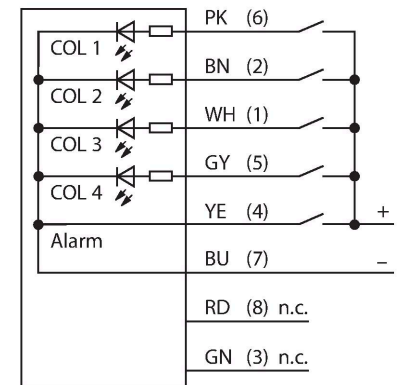 PK (6)
COL 1
BN (2)
COL 2
WH (1)
COL 3
GY (5)
COL 4
YE (4)
+
Alarm
BU (7)
–
RD (8) n.c.
GN (3) n.c.